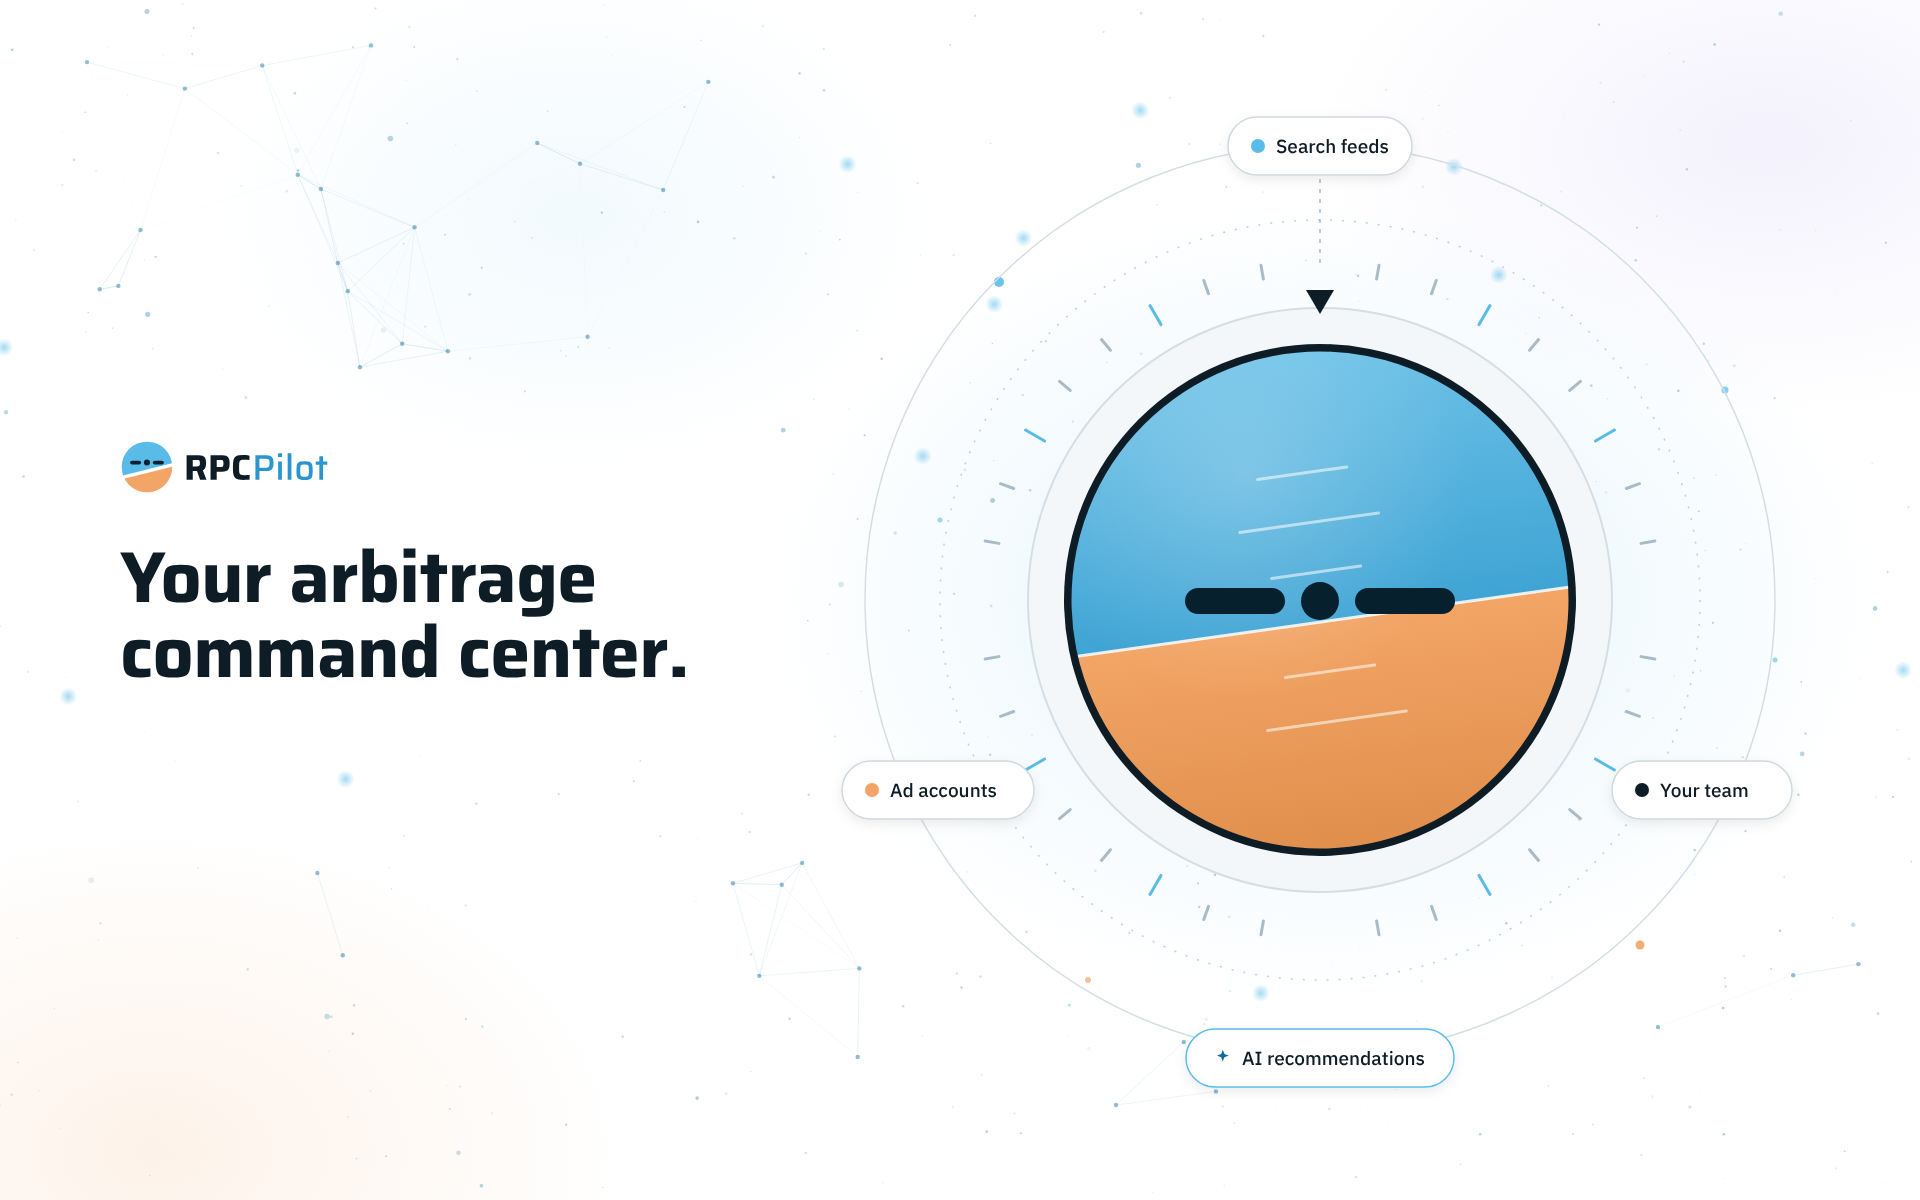 Search feeds
RPCPilot
Your arbitrage
command center.
Ad accounts
Your team
AI recommendations